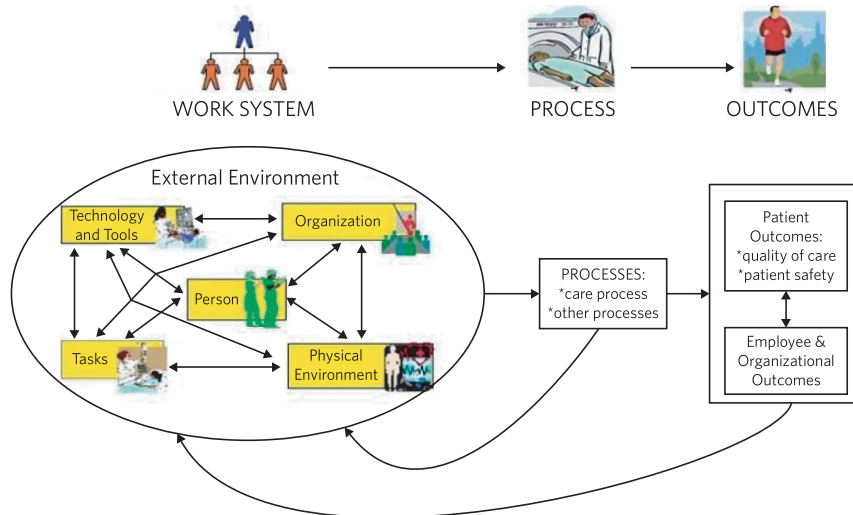 WORK SYSTEM
PROCESS
OUTCOMES
External Environment
Technology
and Tools
Organization
Person
Tasks
Physical
Environment
PROCESSES:
*care process
*other processes
Patient
Outcomes:
*quality of care
*patient safety
Employee &
Organizational
Outcomes